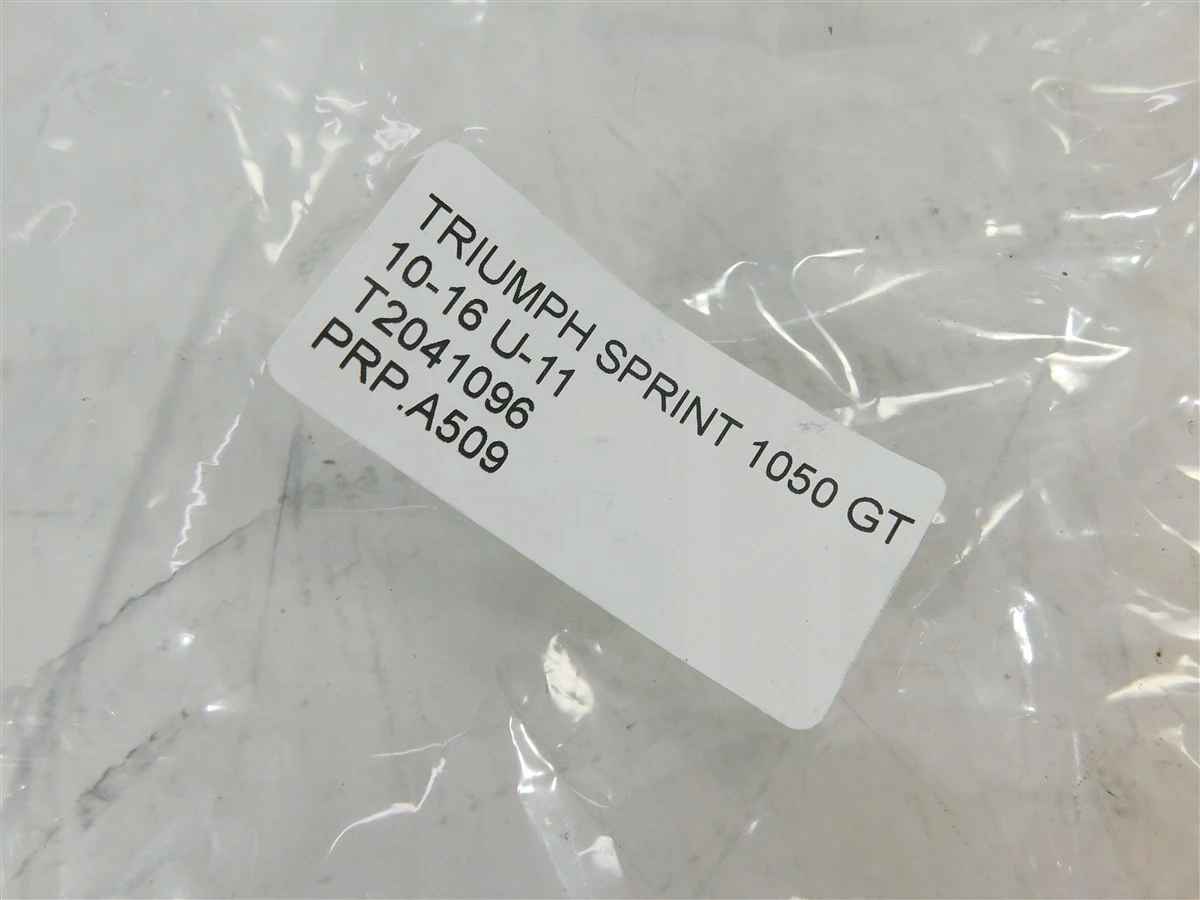 TRIUMPH SPRINT 1050 GT
10-16 U-11
T2041096
PRP.A509